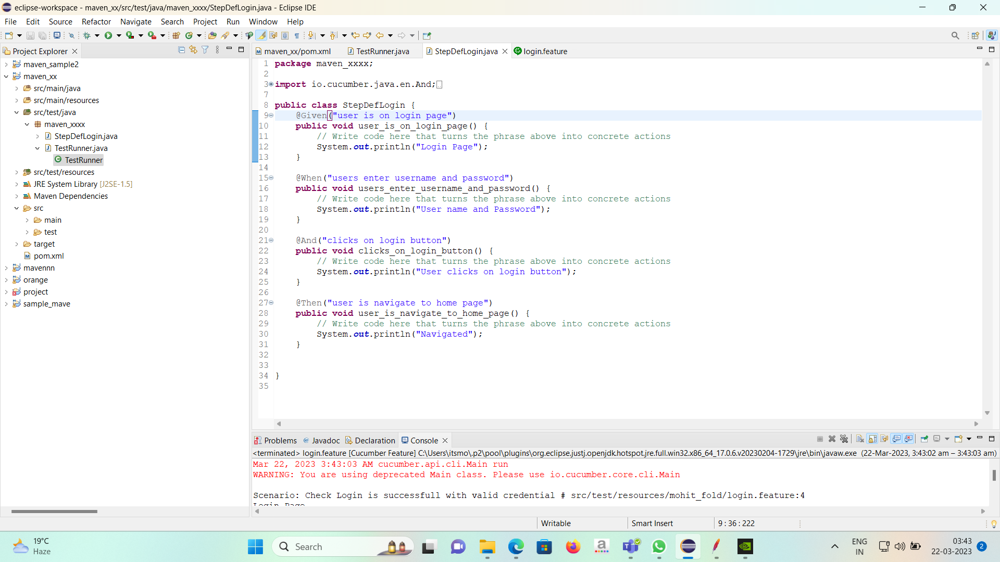 eclipse-workspace - maven_xx/src/test/java/maven_xxxx/StepDefLogin.java - Eclipse IDE
File Edit Source Refactor Navigate Search Project Run Window Help
Project Explorer
maven_sample2
maven_xx
src/main/java
src/main/resources
src/test/java
maven_xxxx
StepDefLogin.java
TestRunner.java
TestRunner
src/test/resources
JRE System Library [J2SE-1.5]
Maven Dependencies
src
main
test
target
pom.xml
mavennn
orange
project
sample_mave
maven_xx/pom.xml TestRunner.java StepDefLogin.java login.feature
1 package maven_xxxx;
2
3 import io.cucumber.java.en.And;
7
8 public class StepDefLogin {
9 @Given("user is on login page")
10 public void user_is_on_login_page() {
11 // Write code here that turns the phrase above into concrete actions
12 System.out.println("Login Page");
13 }
14
15 @When("users enter username and password")
16 public void users_enter_username_and_password() {
17 // Write code here that turns the phrase above into concrete actions
18 System.out.println("User name and Password");
19 }
20
21 @And("clicks on login button")
22 public void clicks_on_login_button() {
23 // Write code here that turns the phrase above into concrete actions
24 System.out.println("User clicks on login button");
25 }
26
27 @Then("user is navigate to home page")
28 public void user_is_navigate_to_home_page() {
29 // Write code here that turns the phrase above into concrete actions
30 System.out.println("Navigated");
31 }
32
33
34 }
35
Problems @ Javadoc Declaration Console
<terminated> login.feature [Cucumber Feature] C:\Users\itsmo\.p2\pool\plugins\org.eclipse.justj.openjdk.hotspot.jre.full.win32.x86_64_17.0.6.v20230204-1729\jre\bin\javaw.exe (22-Mar-2023, 3:43:02 am – 3:43:03 am)
Mar 22, 2023 3:43:03 AM cucumber.api.cli.Main run
WARNING: You are using deprecated Main class. Please use io.cucumber.core.cli.Main
Scenario: Check Login is successfull with valid credential # src/test/resources/mohit_fold/login.feature:4
Login Page
Writable Smart Insert 9 : 36 : 222
19°C
Haze
Search
ENG
IN
03:43
22-03-2023
2